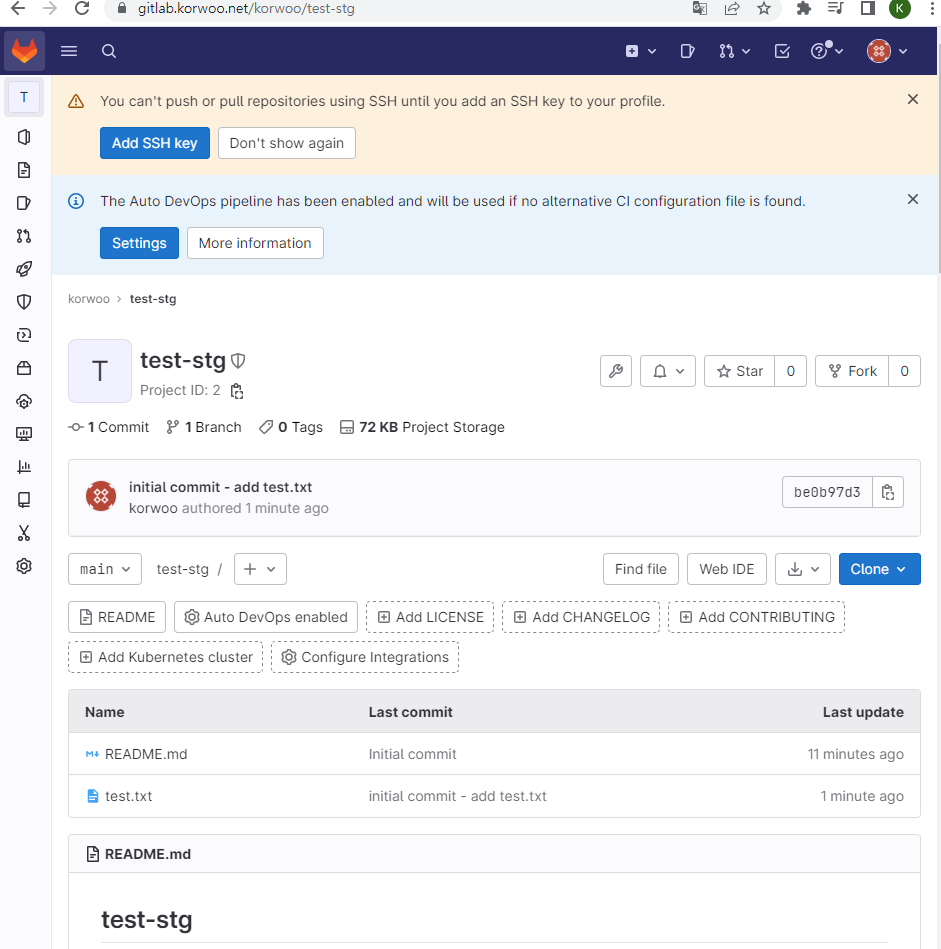 gitlab.korwoo.net/korwoo/test-stg
K
T
You can't push or pull repositories using SSH until you add an SSH key to your profile.
Add SSH key Don't show again
The Auto DevOps pipeline has been enabled and will be used if no alternative CI configuration file is found.
Settings More information
korwoo › test-stg
T
test-stg
Project ID: 2
Star 0 Fork 0
1 Commit 1 Branch 0 Tags 72 KB Project Storage
initial commit - add test.txt
korwoo authored 1 minute ago
be0b97d3
main test-stg / + Find file Web IDE Clone
README Auto DevOps enabled Add LICENSE Add CHANGELOG Add CONTRIBUTING
Add Kubernetes cluster Configure Integrations
Name Last commit Last update
README.md Initial commit 11 minutes ago
test.txt initial commit - add test.txt 1 minute ago
README.md
test-stg